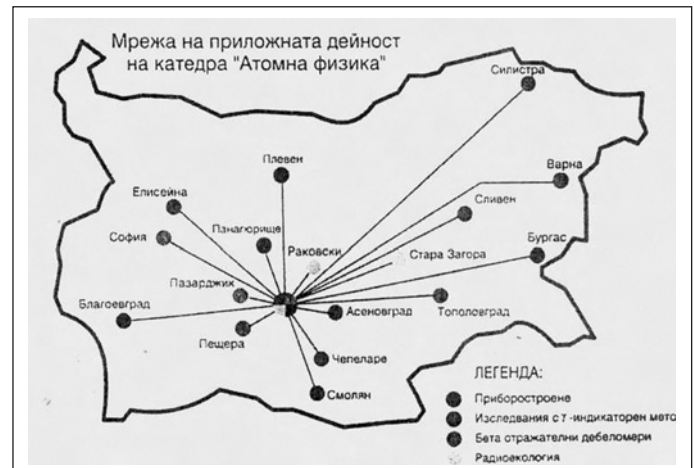 Мрежа на приложната дейност
на катедра "Атомна физика"
Силистра
Плевен
Варна
Елисейна
Сливен
София
Пзнагюрище
Бургас
Раковски
Стара Загора
Пазарджик
Благоевград
Асеновград
Тополовград
Пещера
Чепеларе
Смолян
ЛЕГЕНДА:
Приборостроене
Изследвания с γ-индикаторен мето
Бета отражателни дебеломери
Радиоекология